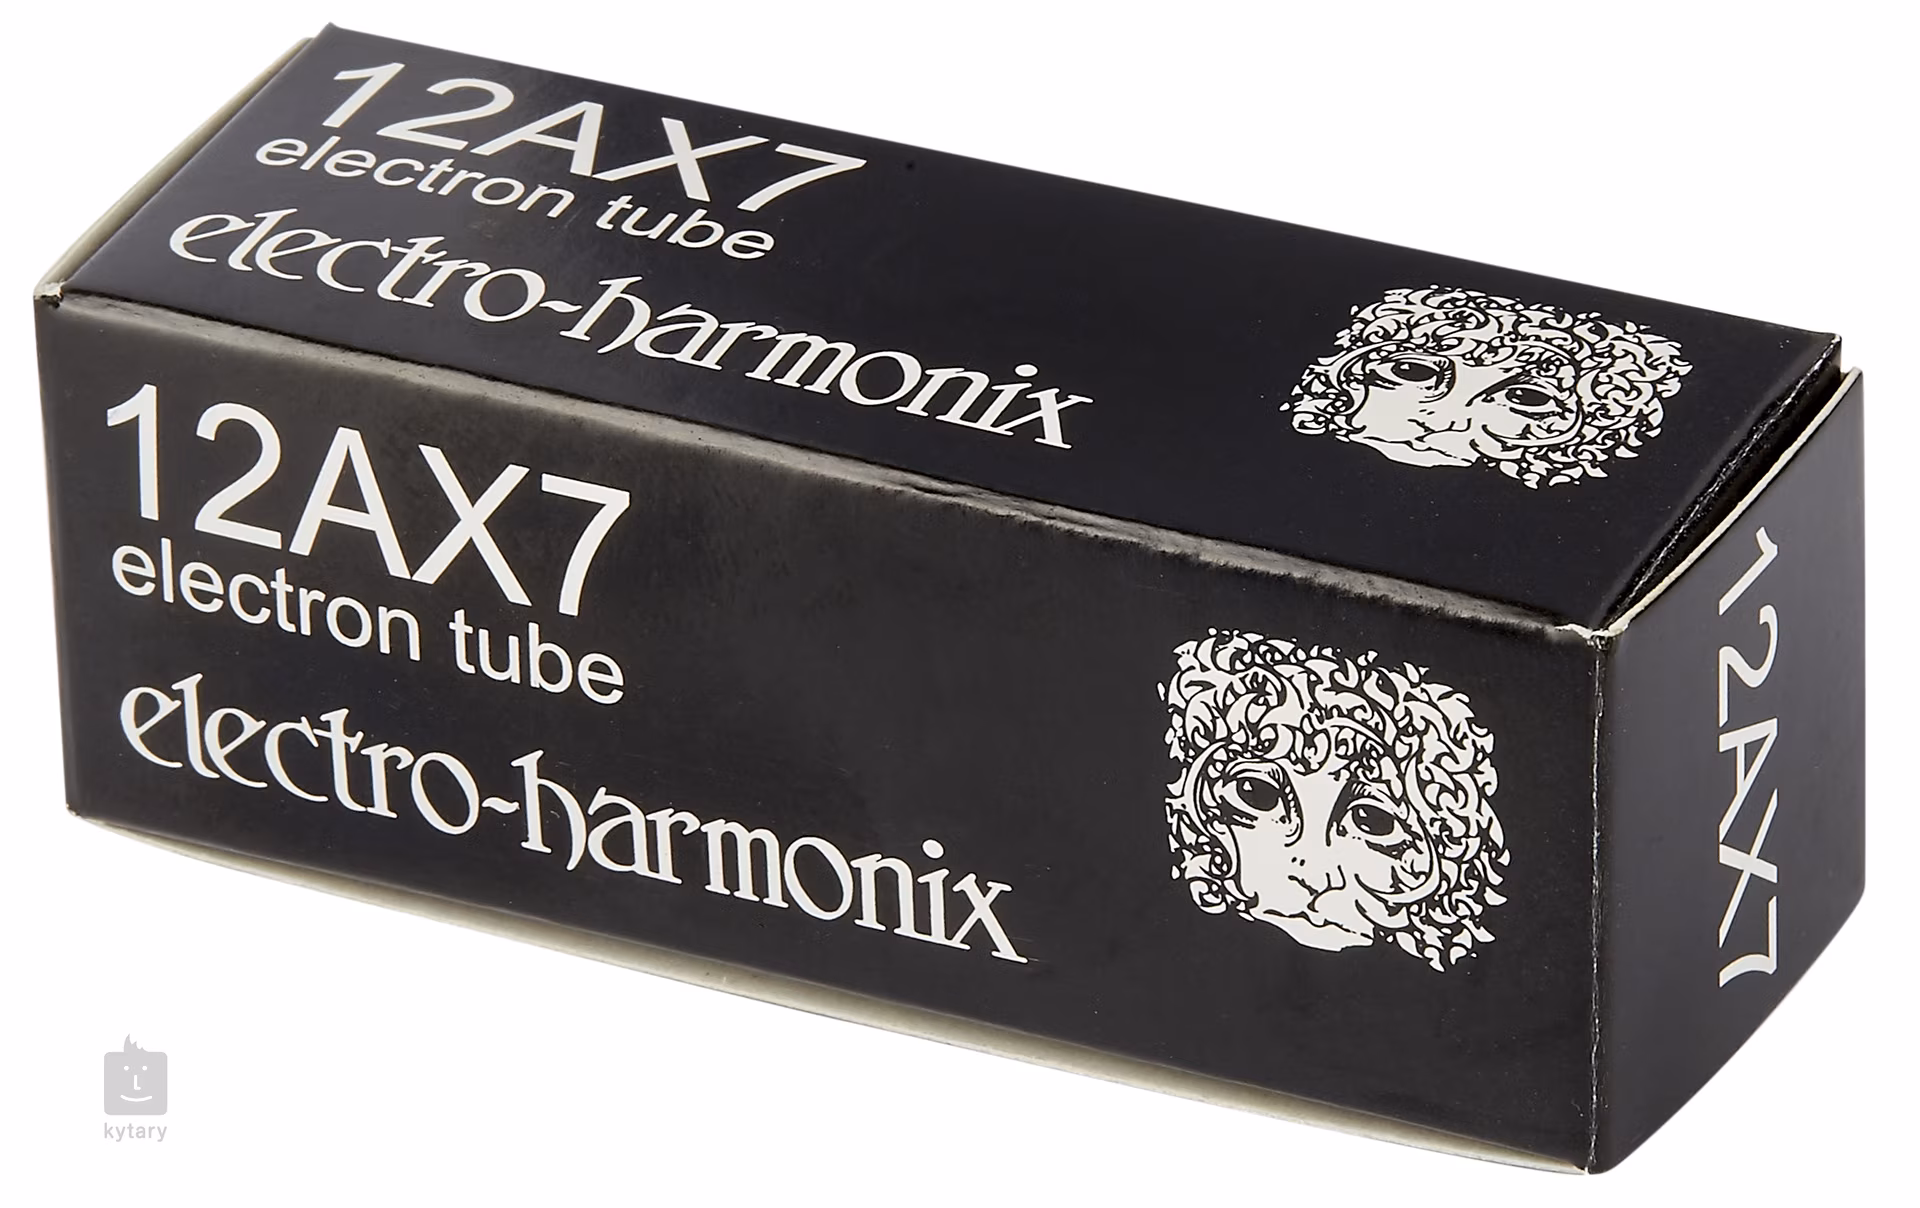 12AX7
electron tube
electro-harmonix
12AX7
electron tube
electro-harmonix
12AX7
kytary